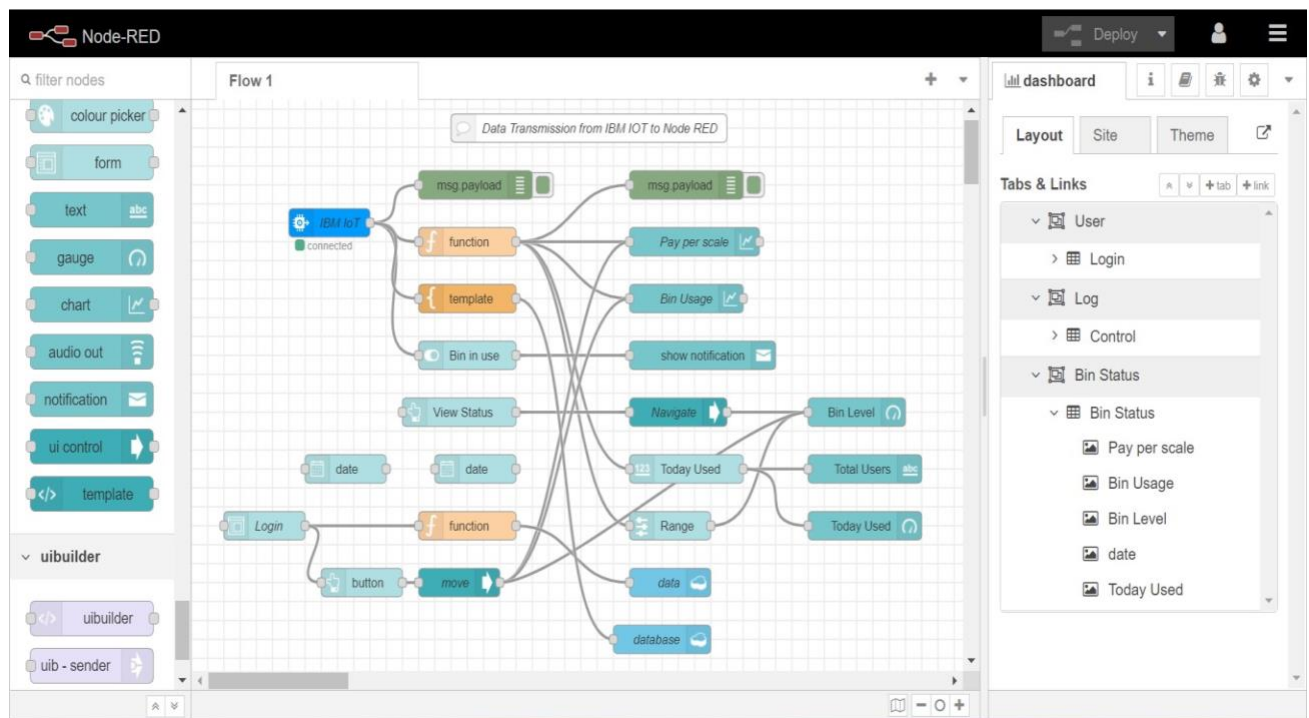 Node-RED
Deploy
filter nodes
colour picker
form
text
abc
gauge
chart
audio out
notification
ui control
template
uibuilder
uibuilder
uib - sender
Flow 1
Data Transmission from IBM IOT to Node RED
msg.payload
msg.payload
IBM IoT
connected
function
Pay per scale
template
Bin Usage
Bin in use
show notification
View Status
Navigate
Bin Level
date
date
123
Today Used
Total Users
abc
Login
function
Range
Today Used
button
move
data
database
dashboard
i
Layout
Site
Theme
Tabs & Links
+ tab
+ link
User
Login
Log
Control
Bin Status
Bin Status
Pay per scale
Bin Usage
Bin Level
date
Today Used